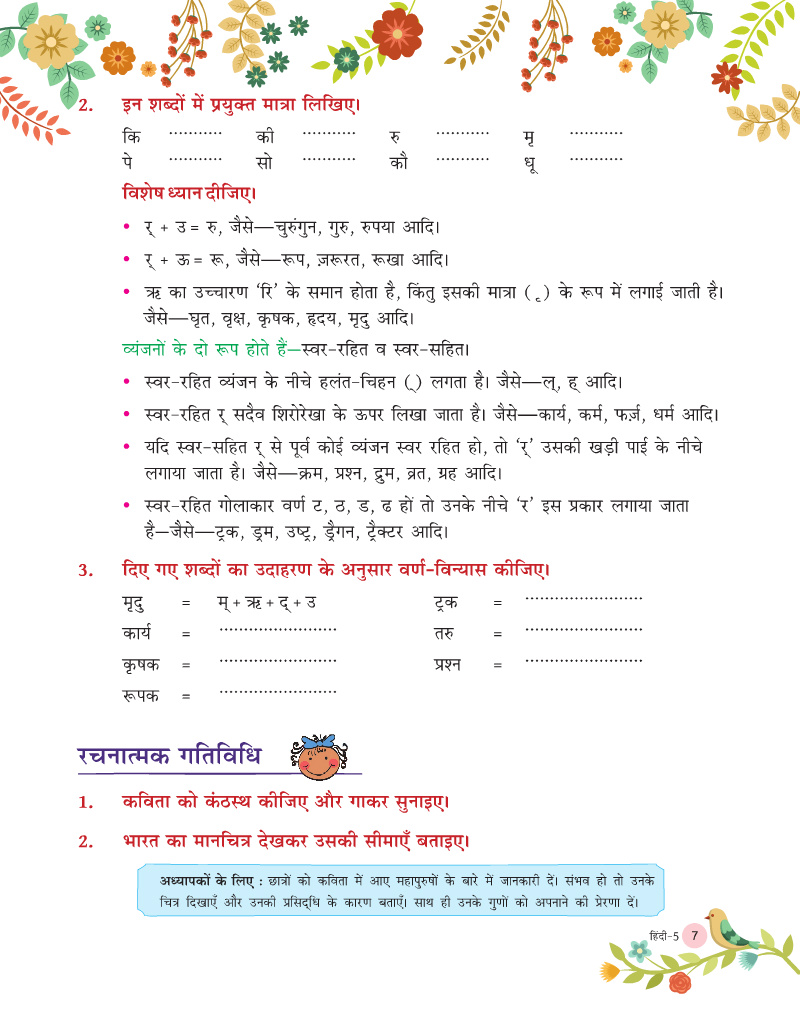 2. इन शब्दों में प्रयुक्त मात्रा लिखिए।
कि ........... की ........... रु ........... मृ ...........
पे ........... सो ........... कौ ........... धू ...........
विशेष ध्यान दीजिए।
• र् + उ = रु, जैसे—चुरुंगुन, गुरु, रुपया आदि।
• र् + ऊ = रू, जैसे—रूप, ज़रूरत, रूखा आदि।
• ऋ का उच्चारण ‘रि’ के समान होता है, किंतु इसकी मात्रा ( ृ ) के रूप में लगाई जाती है।
जैसे—घृत, वृक्ष, कृषक, हृदय, मृदु आदि।
व्यंजनों के दो रूप होते हैं—स्वर-रहित व स्वर-सहित।
• स्वर-रहित व्यंजन के नीचे हलंत-चिहन ( ् ) लगता है। जैसे—ल्, ह् आदि।
• स्वर-रहित र् सदैव शिरोरेखा के ऊपर लिखा जाता है। जैसे—कार्य, कर्म, फर्ज़, धर्म आदि।
• यदि स्वर-सहित र् से पूर्व कोई व्यंजन स्वर रहित हो, तो ‘र्’ उसकी खड़ी पाई के नीचे
लगाया जाता है। जैसे—क्रम, प्रश्न, द्रुम, व्रत, ग्रह आदि।
• स्वर-रहित गोलाकार वर्ण ट, ठ, ड, ढ हों तो उनके नीचे ‘र’ इस प्रकार लगाया जाता
है—जैसे—ट्रक, ड्रम, उष्ट्र, ड्रैगन, ट्रैक्टर आदि।
3. दिए गए शब्दों का उदाहरण के अनुसार वर्ण-विन्यास कीजिए।
मृदु = म् + ऋ + द् + उ ट्रक = ........................
कार्य = ........................ तरु = ........................
कृषक = ........................ प्रश्न = ........................
रूपक = ........................
रचनात्मक गतिविधि
1. कविता को कंठस्थ कीजिए और गाकर सुनाइए।
2. भारत का मानचित्र देखकर उसकी सीमाएँ बताइए।
अध्यापकों के लिए : छात्रों को कविता में आए महापुरुषों के बारे में जानकारी दें। संभव हो तो उनके
चित्र दिखाएँ और उनकी प्रसिद्धि के कारण बताएँ। साथ ही उनके गुणों को अपनाने की प्रेरणा दें।
हिंदी-5 7